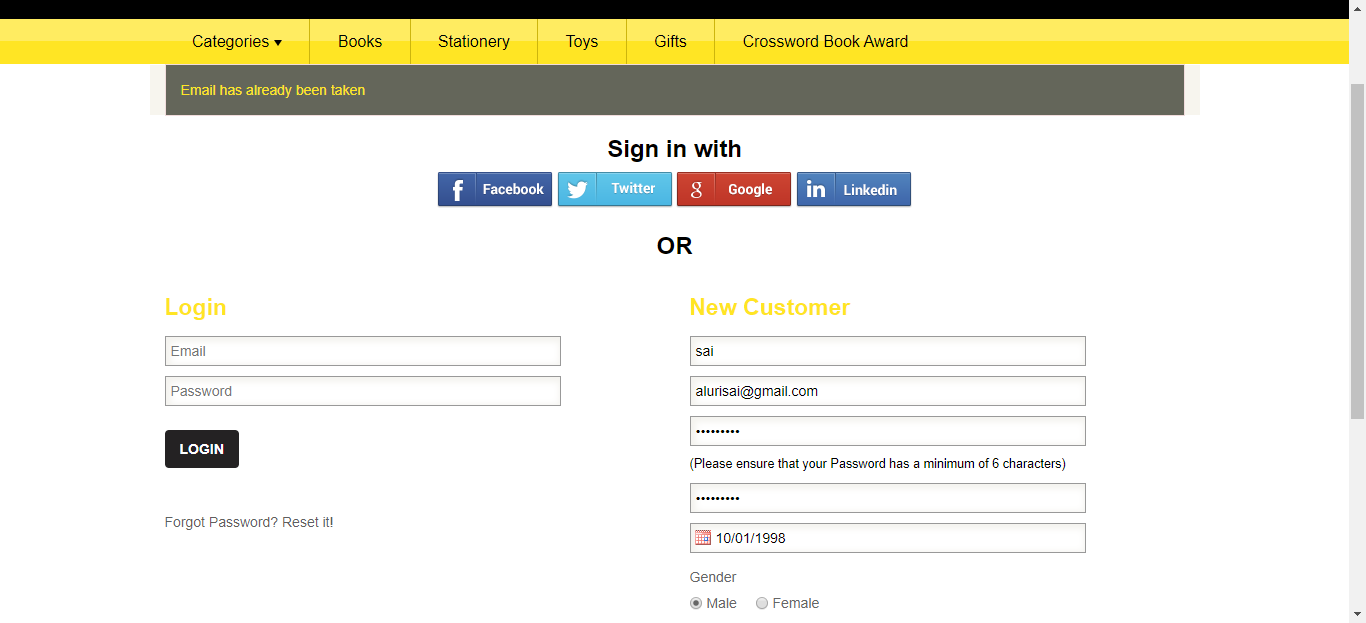 Categories ▾ Books Stationery Toys Gifts Crossword Book Award
Email has already been taken
Sign in with
f Facebook Twitter g Google in Linkedin
OR
Login
Email
Password
LOGIN
Forgot Password? Reset it!
New Customer
sai
alurisai@gmail.com
•••••••••
(Please ensure that your Password has a minimum of 6 characters)
•••••••••
10/01/1998
Gender
Male Female